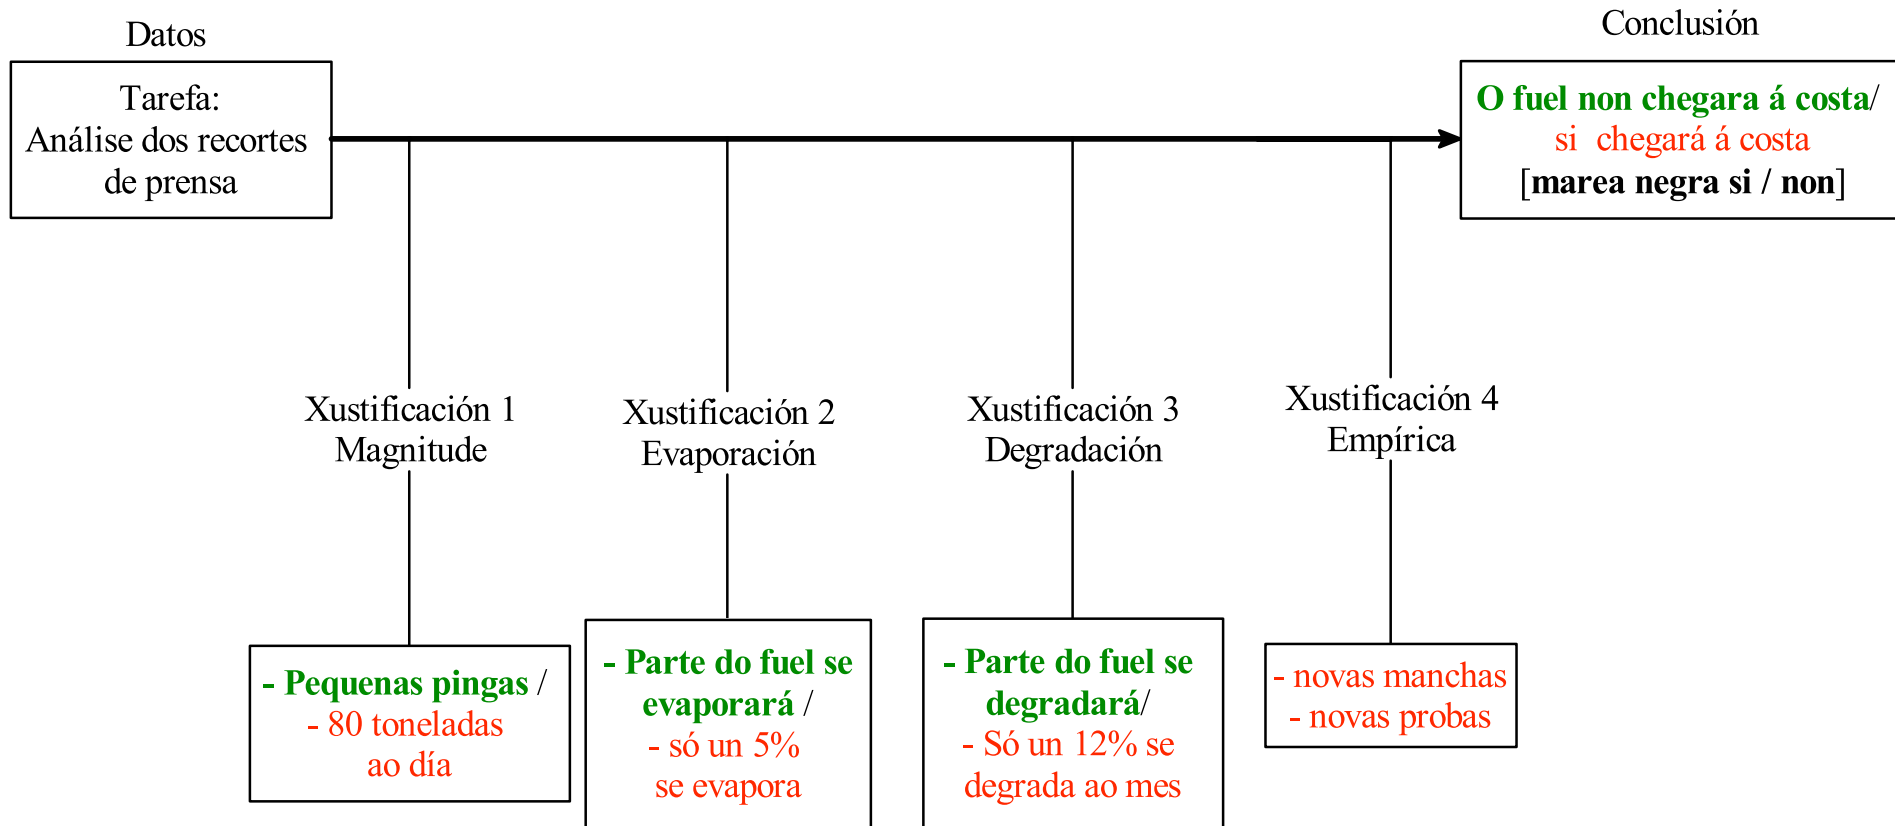 Datos
Tarefa:
Análise dos recortes
de prensa
Conclusión
O fuel non chegara á costa/
si chegará á costa
[marea negra si / non]
Xustificación 1
Magnitude
Xustificación 2
Evaporación
Xustificación 3
Degradación
Xustificación 4
Empírica
- Pequenas pingas /
- 80 toneladas
ao día
- Parte do fuel se
evaporará /
- só un 5%
se evapora
- Parte do fuel se
degradará/
- Só un 12% se
degrada ao mes
- novas manchas
- novas probas